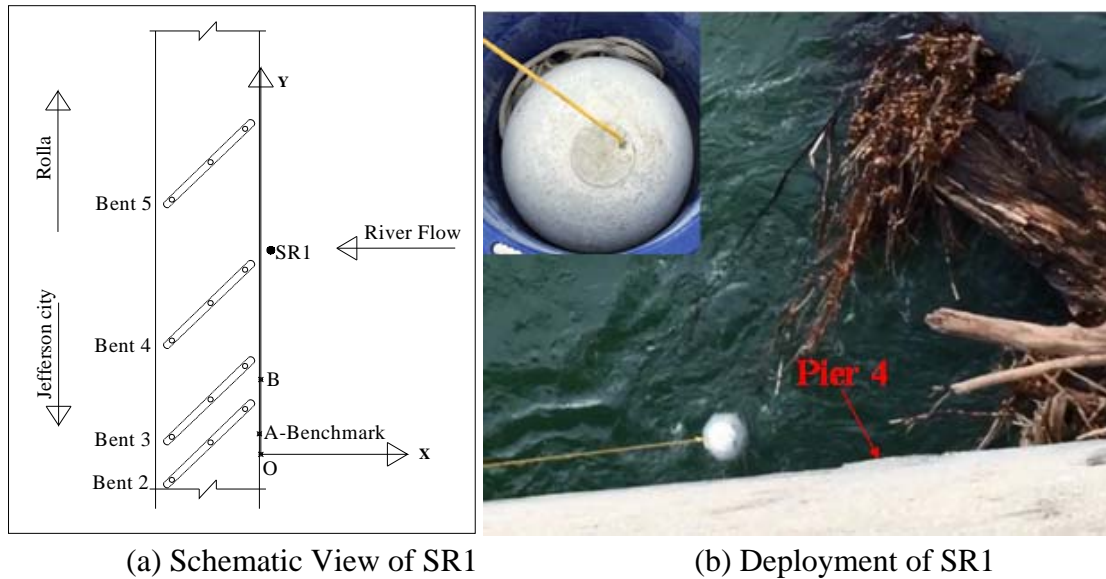 Y
Rolla
Bent 5
River Flow
SR1
Jefferson city
Bent 4
B
Bent 3
A-Benchmark
X
O
Bent 2
Pier 4
(a) Schematic View of SR1
(b) Deployment of SR1